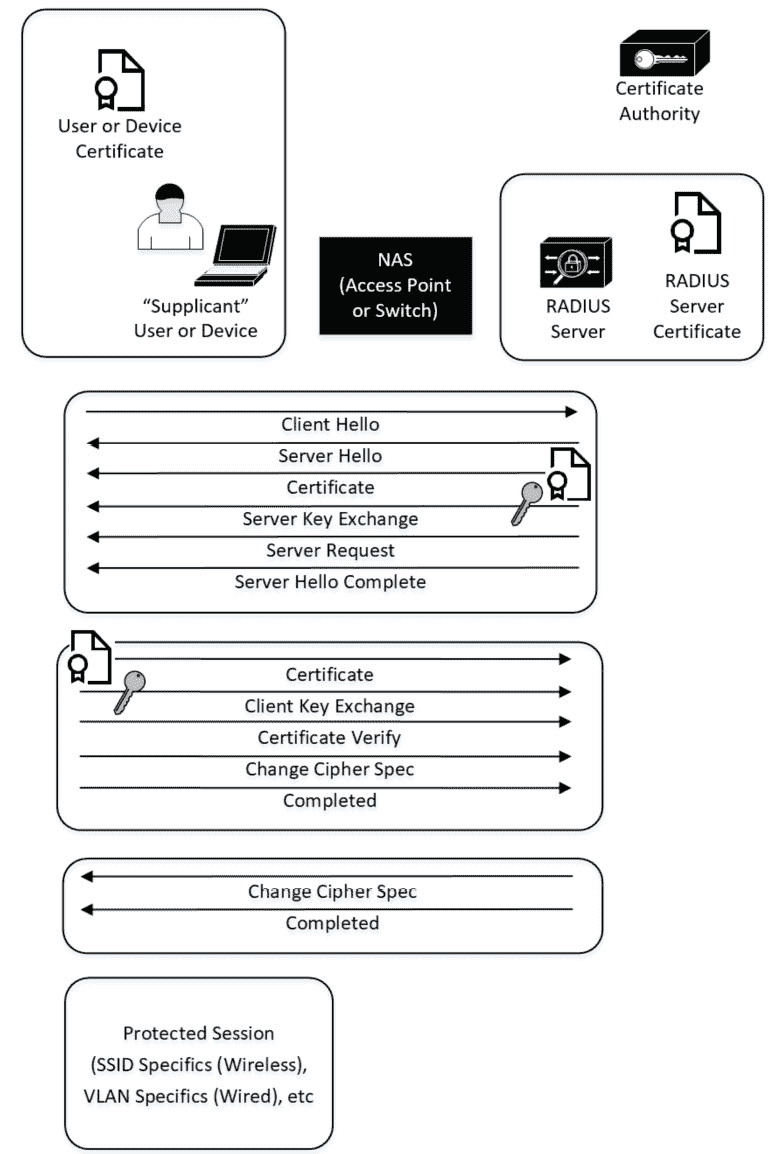 User or Device
Certificate
Certificate
Authority
“Supplicant”
User or Device
NAS
(Access Point
or Switch)
RADIUS
Server
RADIUS
Server
Certificate
Client Hello
Server Hello
Certificate
Server Key Exchange
Server Request
Server Hello Complete
Certificate
Client Key Exchange
Certificate Verify
Change Cipher Spec
Completed
Change Cipher Spec
Completed
Protected Session
(SSID Specifics (Wireless),
VLAN Specifics (Wired), etc